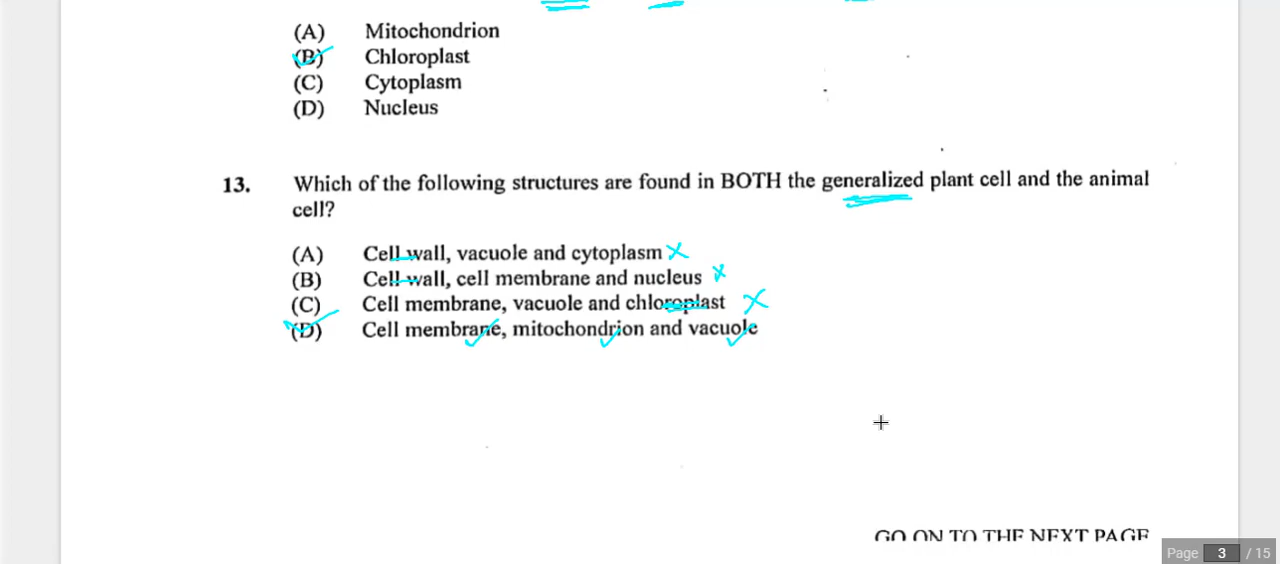 (A) Mitochondrion
(B) Chloroplast
(C) Cytoplasm
(D) Nucleus
13. Which of the following structures are found in BOTH the generalized plant cell and the animal
cell?
(A) Cell wall, vacuole and cytoplasm
(B) Cell wall, cell membrane and nucleus
(C) Cell membrane, vacuole and chloroplast
(D) Cell membrane, mitochondrion and vacuole
GO ON TO THE NEXT PAGE
Page 3 / 15